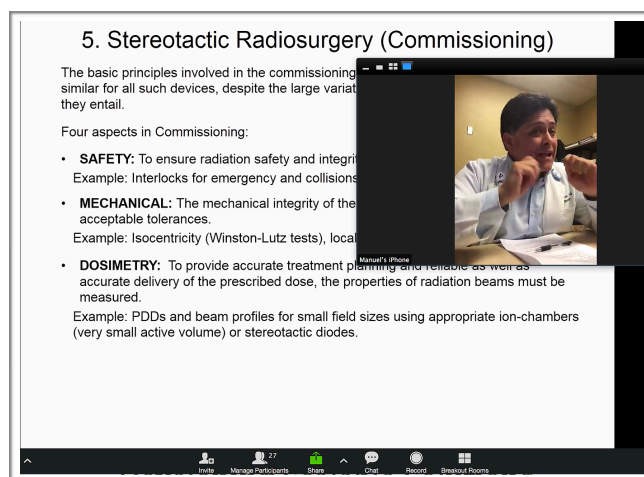 5. Stereotactic Radiosurgery (Commissioning)
The basic principles involved in the commissioning
similar for all such devices, despite the large
they entail.
Four aspects in Commissioning:
• SAFETY: To ensure radiation safety and
Example: Interlocks for emergency and collisions
• MECHANICAL: The mechanical integrity of the
acceptable tolerances.
Example: Isocentricity (Winston-Lutz tests),
Manuel's iPhone
• DOSIMETRY: To provide accurate treatment planning and reliable as well as
accurate delivery of the prescribed dose, the properties of radiation beams must be
measured.
Example: PDDs and beam profiles for small field sizes using appropriate ion-chambers
(very small active volume) or stereotactic diodes.
27
Invite Manage Participants Share Chat Record Breakout Rooms